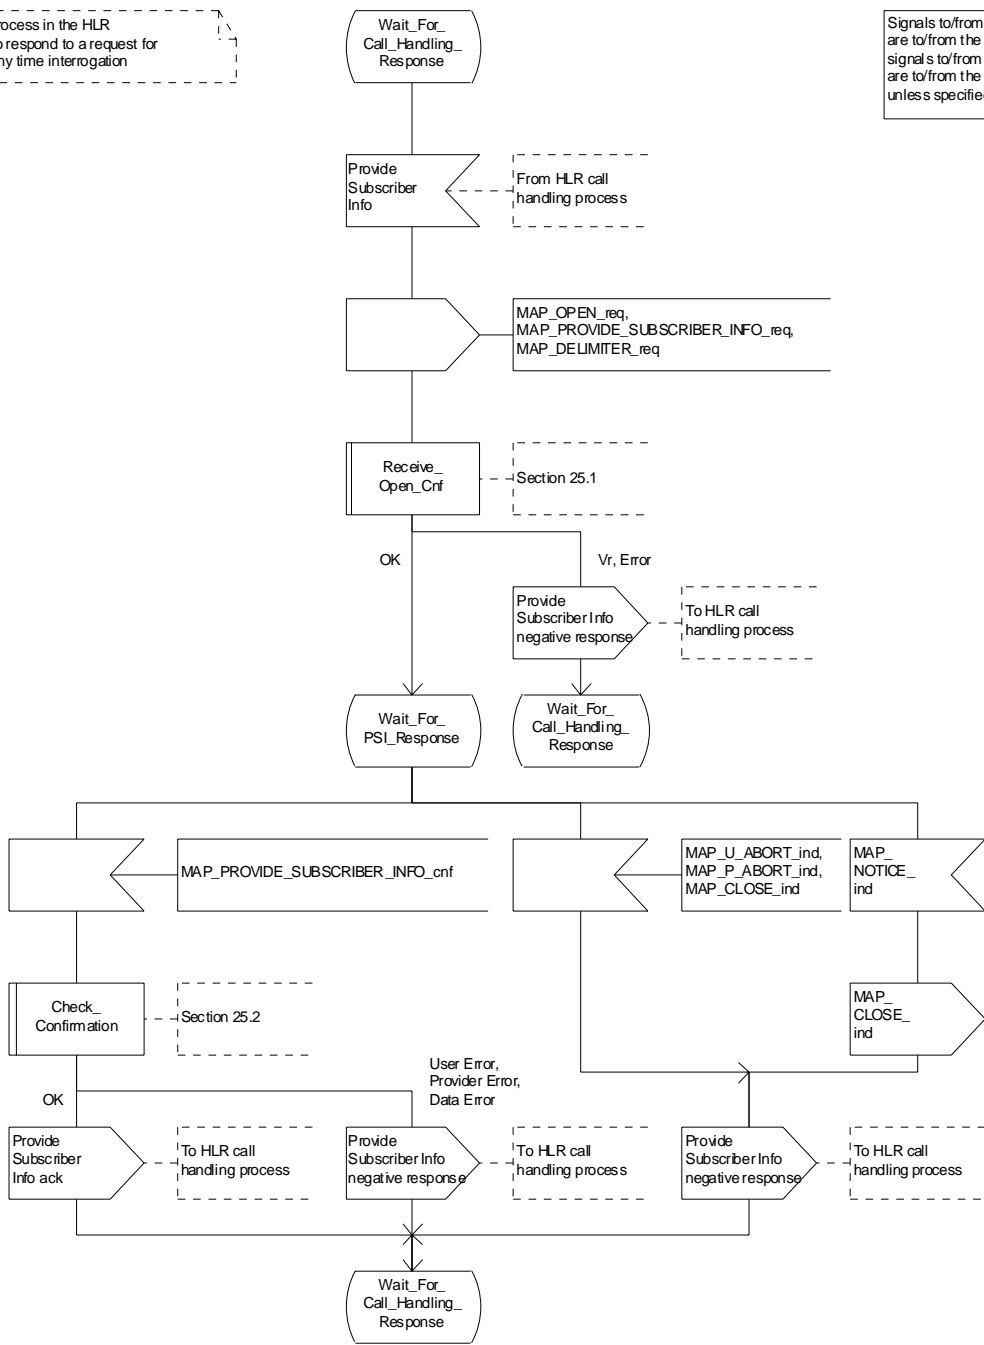 rocess in the HLR
o respond to a request for
ny time interrogation
Wait_For_
Call_Handling_
Response
Signals to/from
are to/from the
signals to/from
are to/from the
unless specifie
Provide
Subscriber
Info
From HLR call
handling process
MAP_OPEN_req,
MAP_PROVIDE_SUBSCRIBER_INFO_req,
MAP_DELIMITER_req
Receive_
Open_Cnf
Section 25.1
OK
Vr, Error
Provide
Subscriber Info
negative response
To HLR call
handling process
Wait_For_
PSI_Response
Wait_For_
Call_Handling_
Response
MAP_PROVIDE_SUBSCRIBER_INFO_cnf
MAP_U_ABORT_ind,
MAP_P_ABORT_ind,
MAP_CLOSE_ind
MAP_
NOTICE_
ind
Check_
Confirmation
Section 25.2
MAP_
CLOSE_
ind
OK
User Error,
Provider Error,
Data Error
Provide
Subscriber
Info ack
To HLR call
handling process
Provide
Subscriber Info
negative response
To HLR call
handling process
Provide
Subscriber Info
negative response
To HLR call
handling process
Wait_For_
Call_Handling_
Response